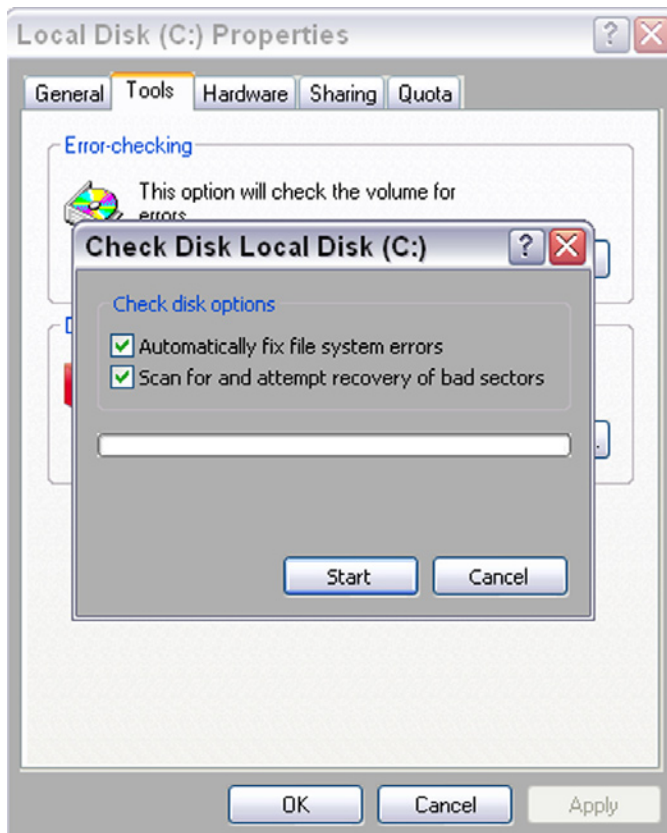 Local Disk (C:) Properties
General Tools Hardware Sharing Quota
Error-checking
This option will check the volume for
errors
Check Disk Local Disk (C:)
Check disk options
Automatically fix file system errors
Scan for and attempt recovery of bad sectors
Start Cancel
OK Cancel Apply